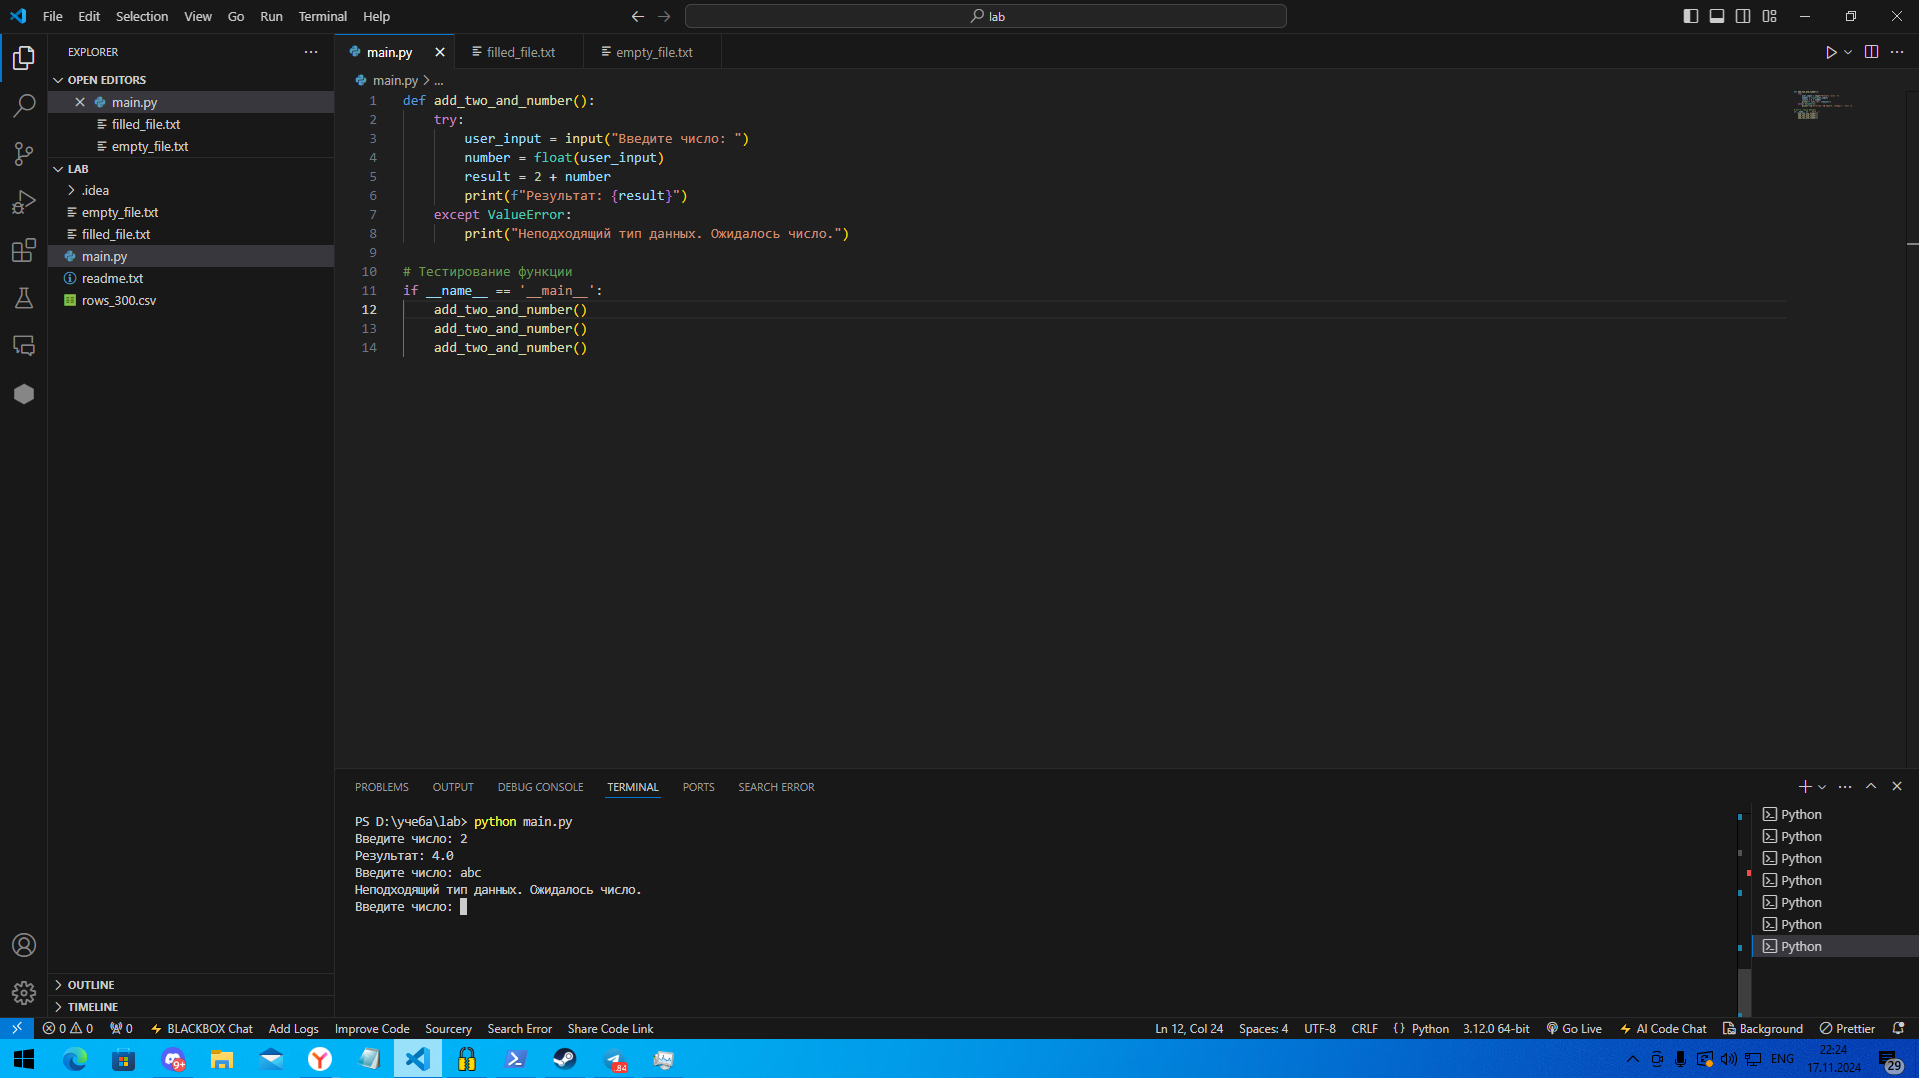 File Edit Selection View Go Run Terminal Help
lab
EXPLORER
OPEN EDITORS
main.py
filled_file.txt
empty_file.txt
LAB
.idea
empty_file.txt
filled_file.txt
main.py
readme.txt
rows_300.csv
OUTLINE
TIMELINE
main.py filled_file.txt empty_file.txt
main.py > ...
1 def add_two_and_number():
2 try:
3 user_input = input("Введите число: ")
4 number = float(user_input)
5 result = 2 + number
6 print(f"Результат: {result}")
7 except ValueError:
8 print("Неподходящий тип данных. Ожидалось число.")
9
10 # Тестирование функции
11 if __name__ == '__main__':
12 add_two_and_number()
13 add_two_and_number()
14 add_two_and_number()
PROBLEMS OUTPUT DEBUG CONSOLE TERMINAL PORTS SEARCH ERROR
PS D:\учеба\lab> python main.py
Введите число: 2
Результат: 4.0
Введите число: abc
Неподходящий тип данных. Ожидалось число.
Введите число:
Python
Python
Python
Python
Python
Python
Python
0 0 0 BLACKBOX Chat Add Logs Improve Code Sourcery Search Error Share Code Link Ln 12, Col 24 Spaces: 4 UTF-8 CRLF { } Python 3.12.0 64-bit Go Live AI Code Chat Background Prettier
9+ .84 ENG 22:24
17.11.2024 29